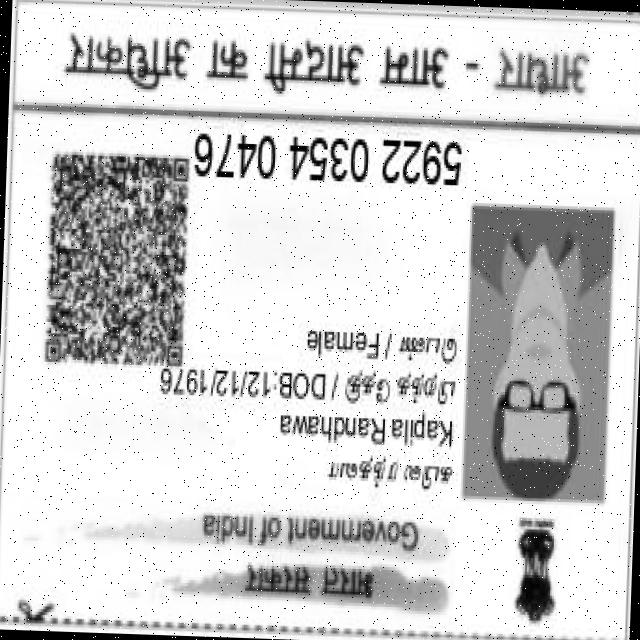 भारत सरकार
Government of India
கபில ரந்தவா
Kapila Randhawa
பிறந்த தேதி / DOB:12/12/1976
பெண் / Female
5922 0354 0476
आधार - आम आदमी का अधिकार